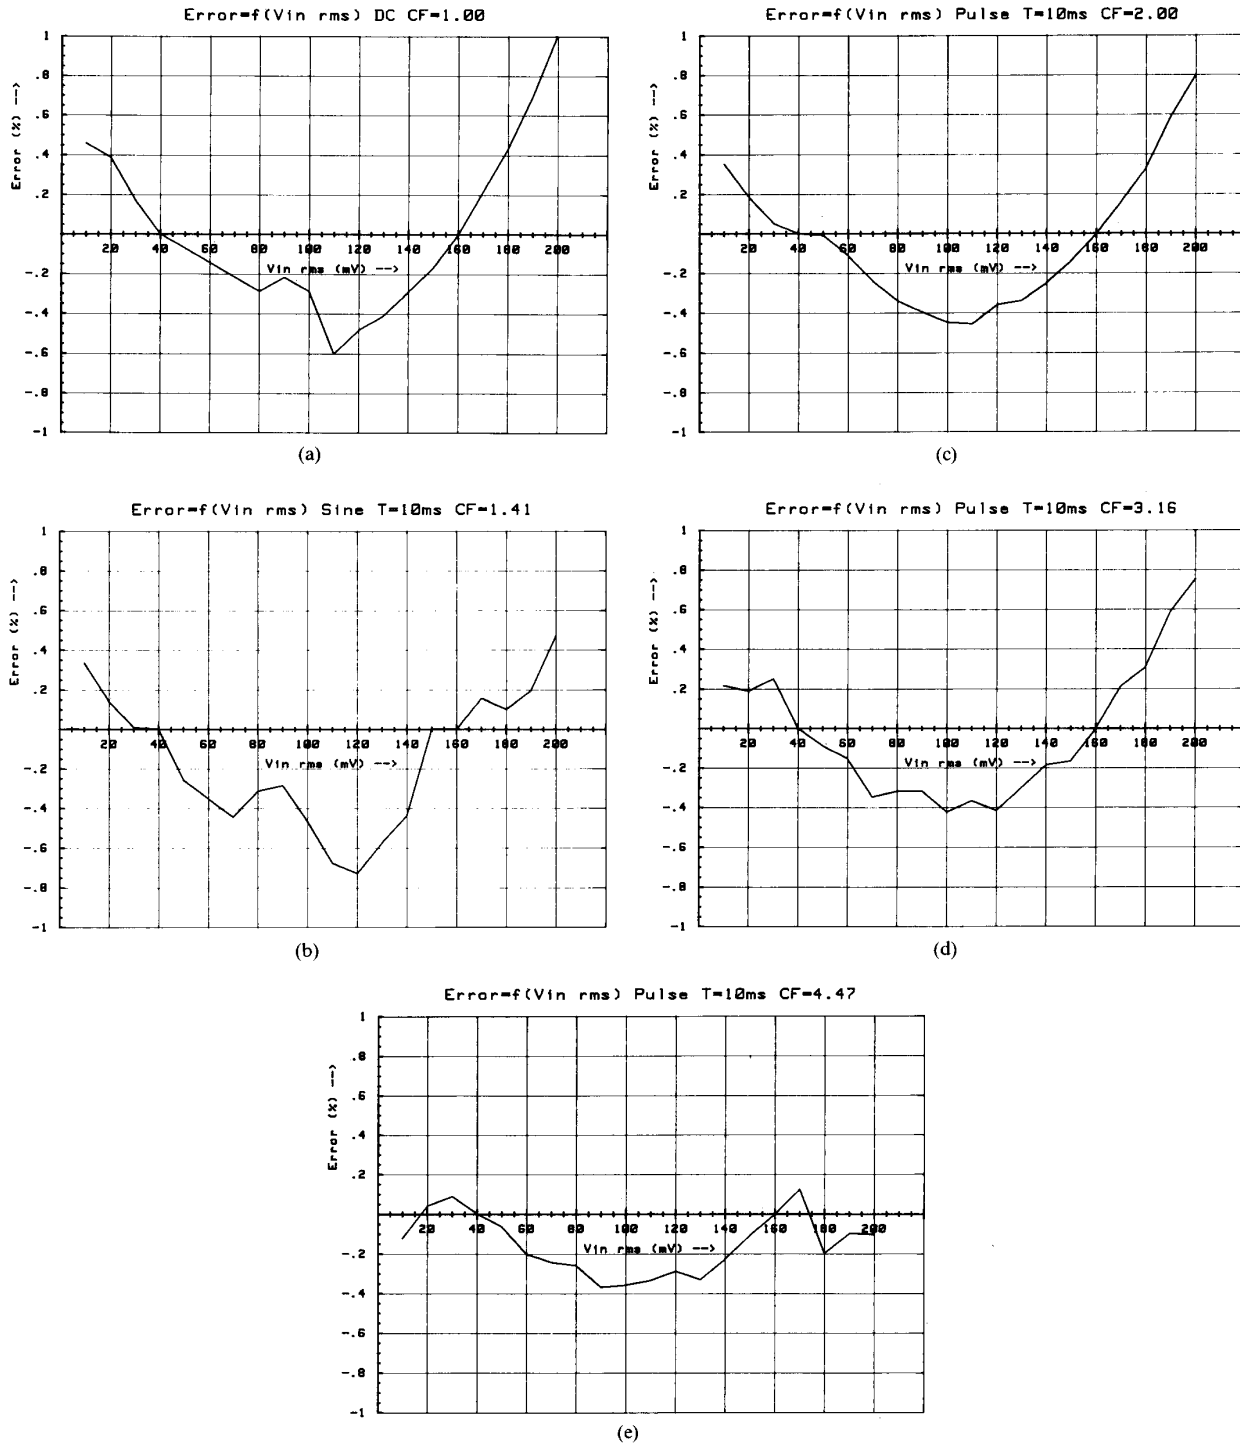 Error=f(Vin rms) DC CF=1.00
1
.8
.6
.4
.2
-.2
-.4
-.6
-.8
-1
Error (%) -->
20 40 60 80 100 120 140 160 180 200
Vin rms (mV) -->
(a)
Error=f(Vin rms) Pulse T=10ms CF=2.00
1
.8
.6
.4
.2
-.2
-.4
-.6
-.8
-1
Error (%) -->
20 40 60 80 100 120 140 160 180 200
Vin rms (mV) -->
(c)
Error=f(Vin rms) Sine T=10ms CF=1.41
1
.8
.6
.4
.2
-.2
-.4
-.6
-.8
-1
Error (%) -->
20 40 60 80 100 120 140 160 180 200
Vin rms (mV) -->
(b)
Error=f(Vin rms) Pulse T=10ms CF=3.16
1
.8
.6
.4
.2
-.2
-.4
-.6
-.8
-1
Error (%) -->
20 40 60 80 100 120 140 160 180 200
Vin rms (mV) -->
(d)
Error=f(Vin rms) Pulse T=10ms CF=4.47
1
.8
.6
.4
.2
-.2
-.4
-.6
-.8
-1
Error (%) -->
20 40 60 80 100 120 140 160 180 200
Vin rms (mV) -->
(e)